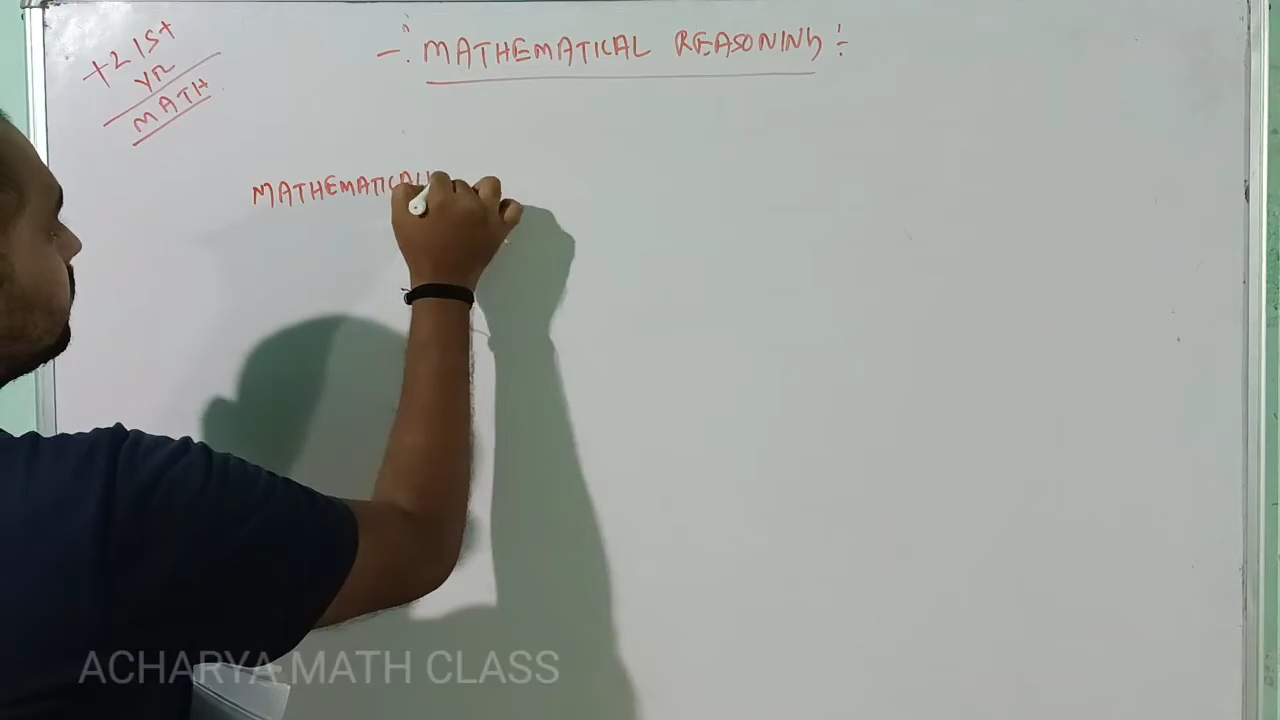 +2 1st
YR
MATH
-: MATHEMATICAL REASONING :-
MATHEMATICAL
ACHARYA MATH CLASS